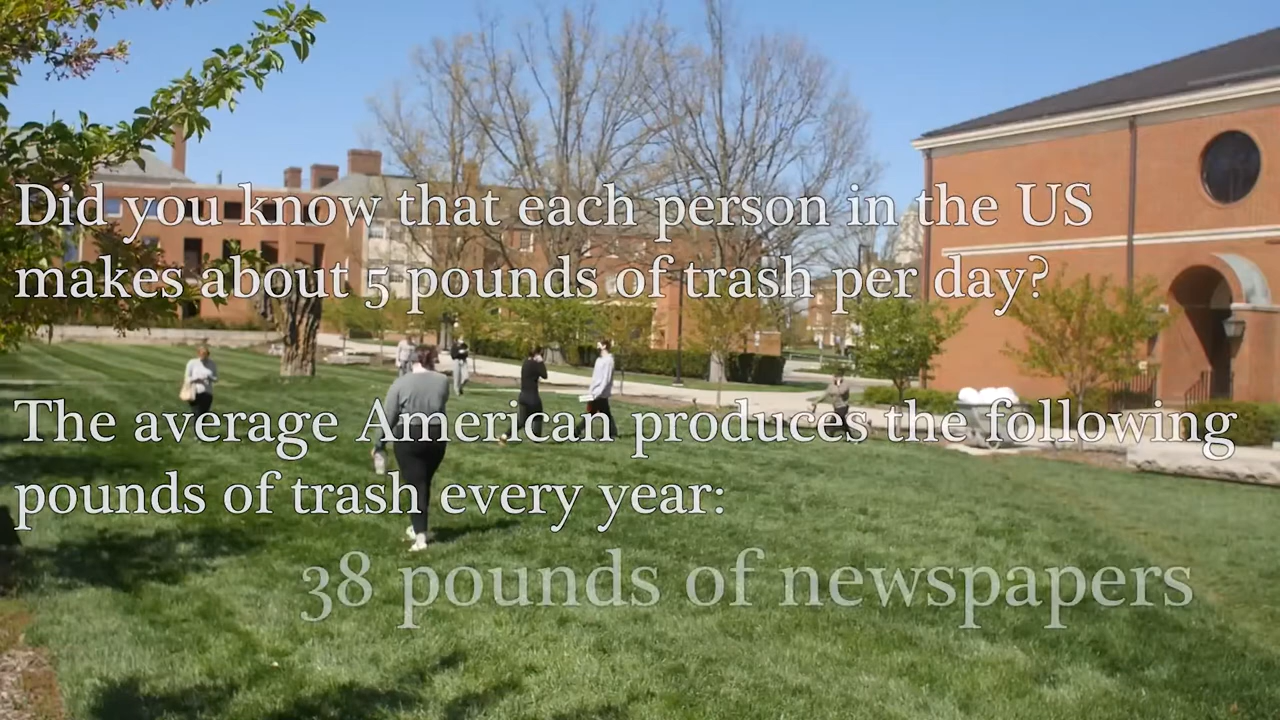 Did you know that each person in the US
makes about 5 pounds of trash per day?
The average American produces the following
pounds of trash every year:
38 pounds of newspapers